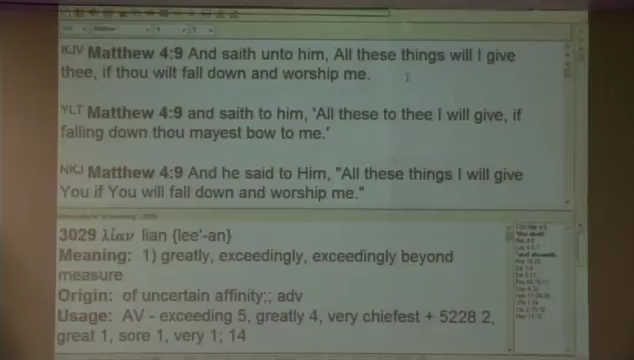 KJV Matthew 4:9 And saith unto him, All these things will I give
thee, if thou wilt fall down and worship me.
YLT Matthew 4:9 and saith to him, 'All these to thee I will give, if
falling down thou mayest bow to me.'
NKJ Matthew 4:9 And he said to Him, "All these things I will give
You if You will fall down and worship me."
3029 λίαν lian {lee'-an}
Meaning: 1) greatly, exceedingly, exceedingly beyond
measure
Origin: of uncertain affinity;; adv
Usage: AV - exceeding 5, greatly 4, very chiefest + 5228 2,
great 1, sore 1, very 1; 14